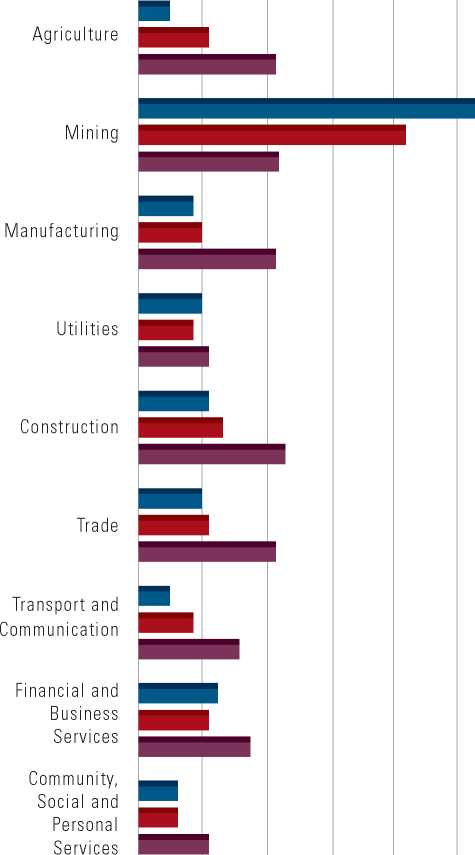 Agriculture
Mining
Manufacturing
Utilities
Construction
Trade
Transport and
Communication
Financial and
Business
Services
Community,
Social and
Personal
Services